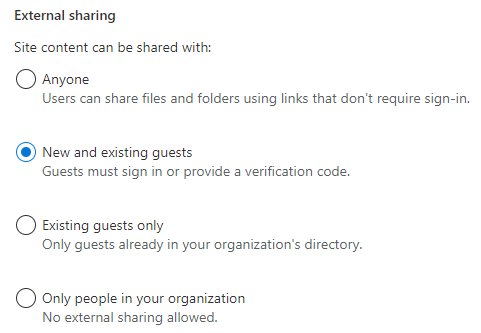 External sharing
Site content can be shared with:
Anyone
Users can share files and folders using links that don't require sign-in.
New and existing guests
Guests must sign in or provide a verification code.
Existing guests only
Only guests already in your organization's directory.
Only people in your organization
No external sharing allowed.